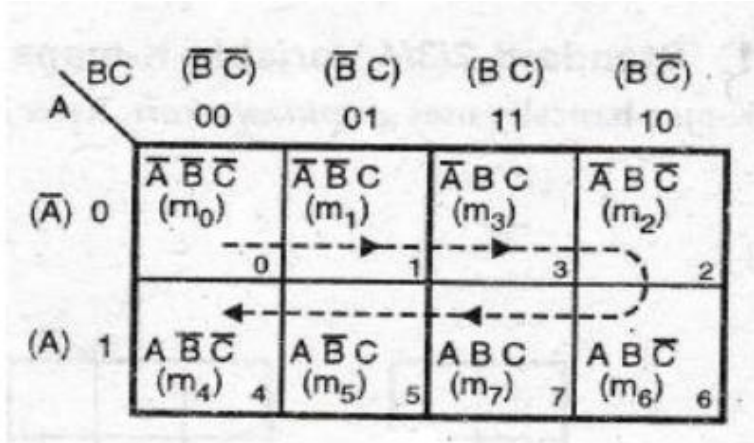 BC (B̅ C̅) (B̅ C) (B C) (B C̅)
A 00 01 11 10
A̅ B̅ C̅ A̅ B̅ C A̅ B C A̅ B C̅
(A̅) 0 (m₀) (m₁) (m₃) (m₂)
0 1 3 2
(A) 1 A B̅ C̅ A B̅ C A B C A B C̅
(m₄) 4 (m₅) 5 (m₇) 7 (m₆) 6